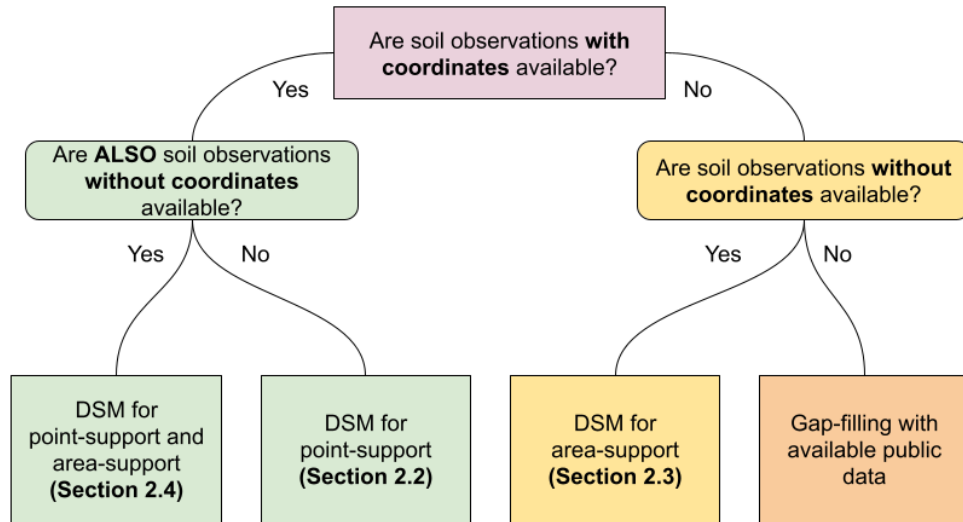 Are soil observations with
coordinates available?
Yes
No
Are ALSO soil observations
without coordinates
available?
Are soil observations without
coordinates available?
Yes
No
Yes
No
DSM for
point-support and
area-support
(Section 2.4)
DSM for
point-support
(Section 2.2)
DSM for
area-support
(Section 2.3)
Gap-filling with
available public
data